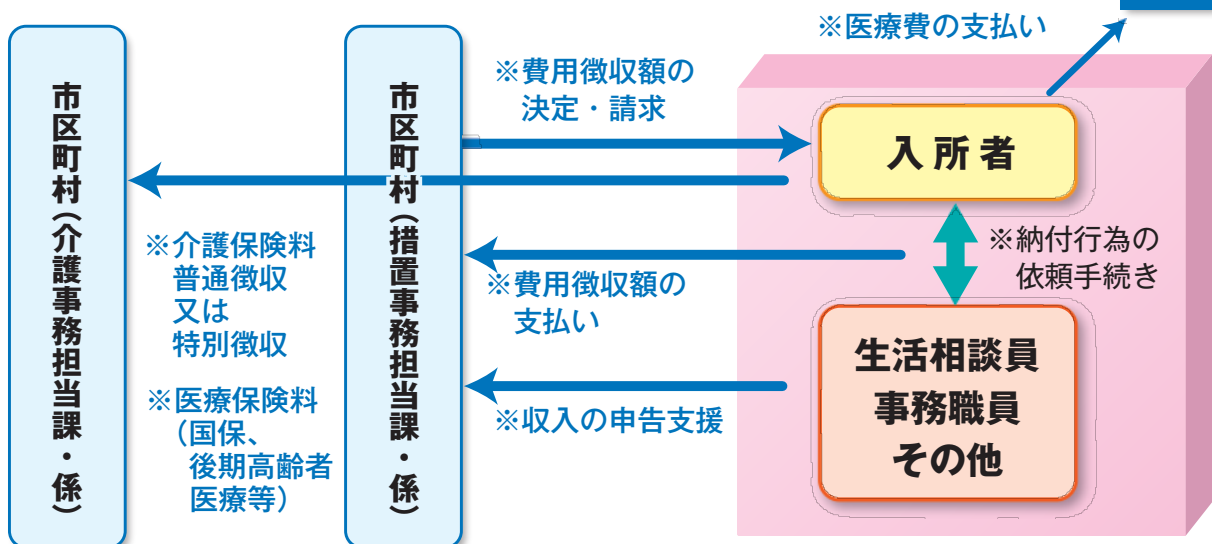 市区町村（介護事務担当課・係）
※介護保険料
普通徴収
又は
特別徴収
※医療保険料
（国保、
後期高齢者
医療等）
市区町村（措置事務担当課・係）
※費用徴収額の
決定・請求
※費用徴収額の
支払い
※収入の申告支援
※医療費の支払い
入所者
※納付行為の
依頼手続き
生活相談員
事務職員
その他